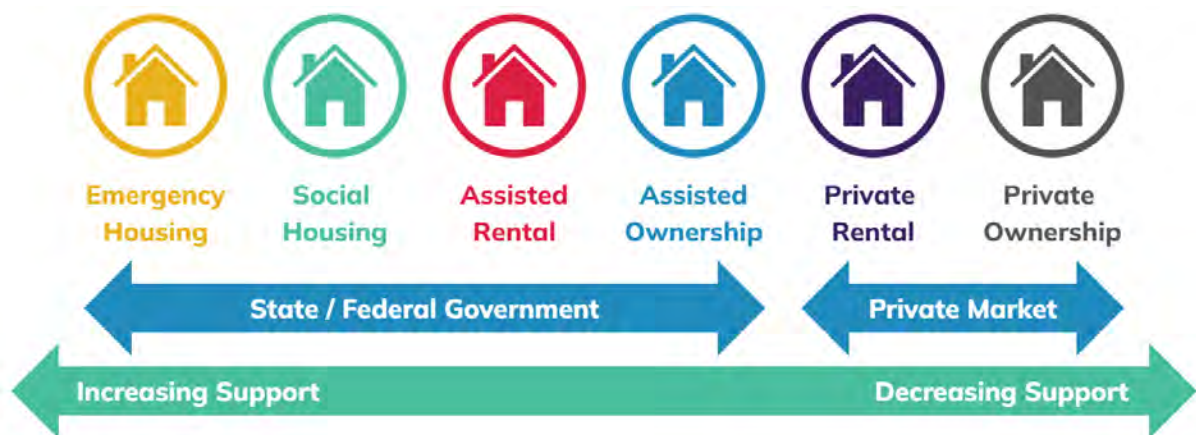 Emergency
Housing
Social
Housing
Assisted
Rental
Assisted
Ownership
Private
Rental
Private
Ownership
State / Federal Government
Private Market
Increasing Support
Decreasing Support